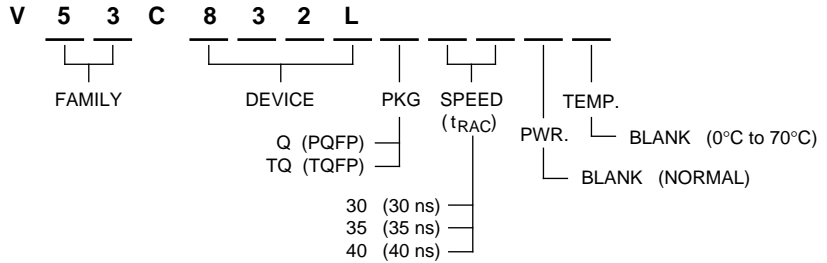 V 5 3 C 8 3 2 L
FAMILY DEVICE PKG SPEED TEMP.
(tRAC) PWR.
Q (PQFP) BLANK (0°C to 70°C)
TQ (TQFP)
BLANK (NORMAL)
30 (30 ns)
35 (35 ns)
40 (40 ns)